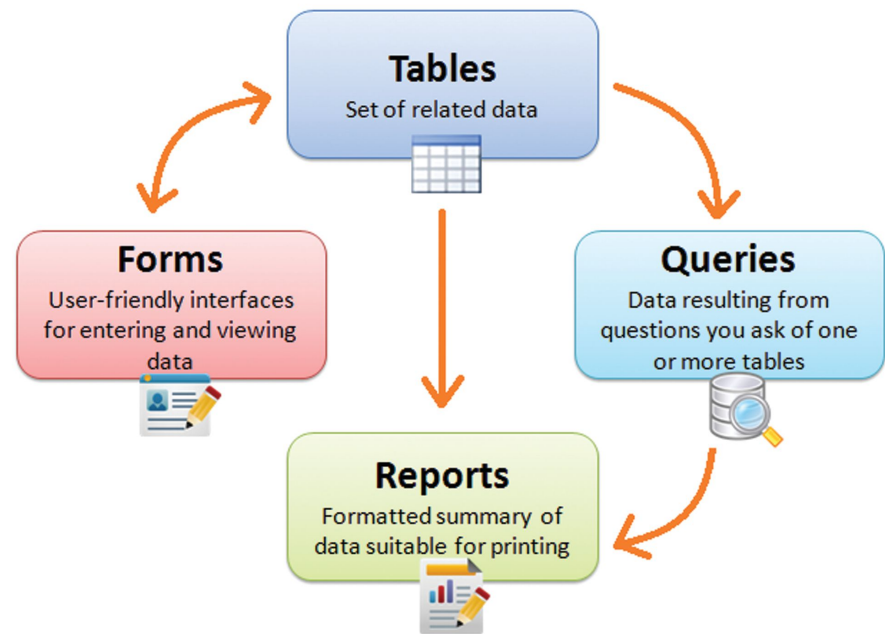 Tables
Set of related data
Forms
User-friendly interfaces
for entering and viewing
data
Queries
Data resulting from
questions you ask of one
or more tables
Reports
Formatted summary of
data suitable for printing